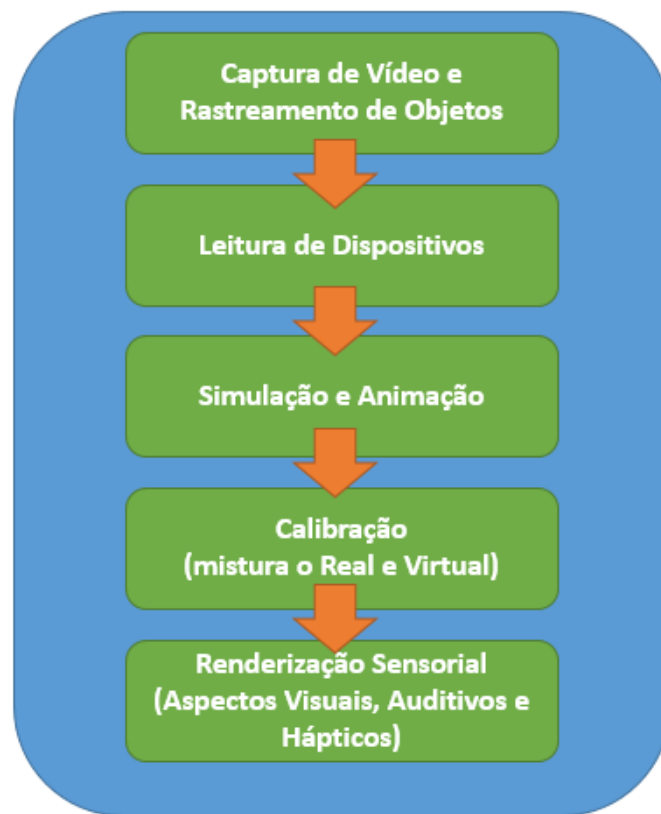 Captura de Vídeo e
Rastreamento de Objetos
Leitura de Dispositivos
Simulação e Animação
Calibração
(mistura o Real e Virtual)
Renderização Sensorial
(Aspectos Visuais, Auditivos e
Hápticos)